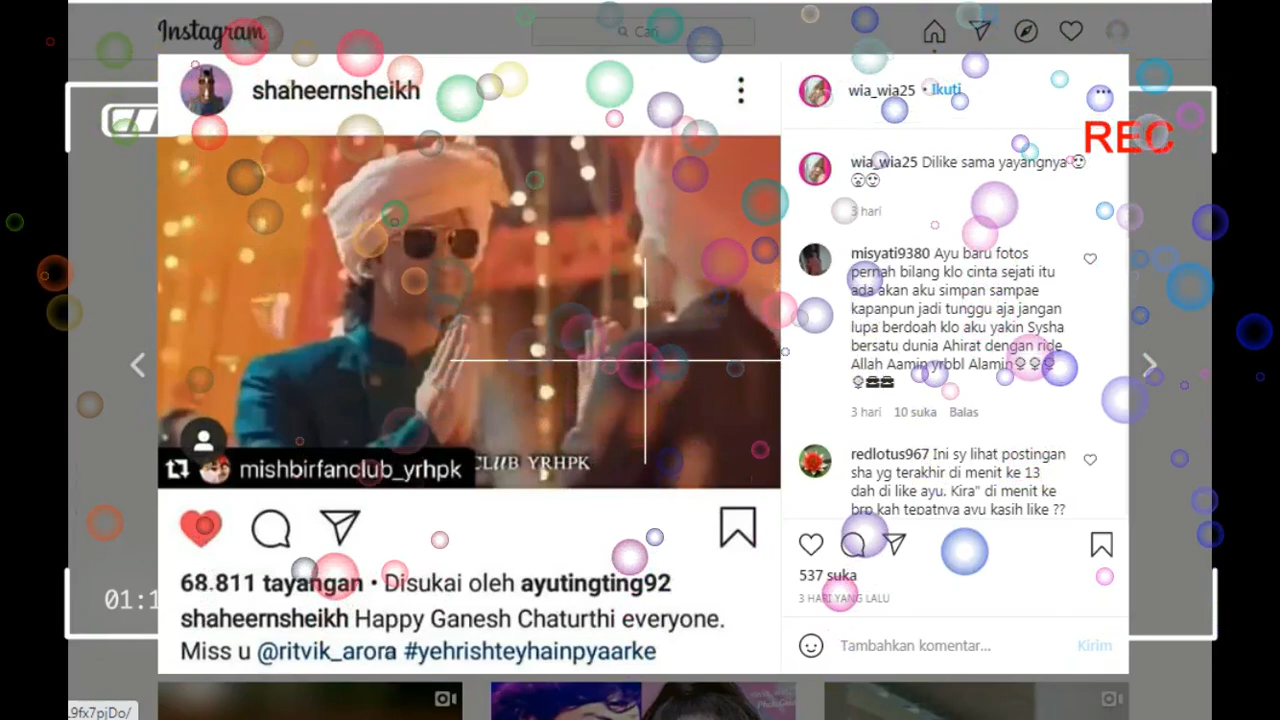 Instagram
Cari
shaheernsheikh
wia_wia25 • Ikuti
REC
wia_wia25 Dilike sama yayangnya
3 hari
misyati9380 Ayu baru fotos
pernah bilang klo cinta sejati itu
ada akan aku simpan sampae
kapanpun jadi tunggu aja jangan
lupa berdoah klo aku yakin Sysha
bersatu dunia Ahirat dengan ride
Allah Aamin yrbbl Alamin
3 hari 10 suka Balas
redlotus967 Ini sy lihat postingan
sha yg terakhir di menit ke 13
dah di like ayu. Kira" di menit ke
bro kah tepatnya ayu kasih like ??
mishbirfanclub_yrhpk
CLUB YRHPK
68.811 tayangan • Disukai oleh ayutingting92
shaheernsheikh Happy Ganesh Chaturthi everyone.
Miss u @ritvik_arora #yehrishteyhainpyaarke
537 suka
3 HARI YANG LALU
Tambahkan komentar...
Kirim
01:1
.9fx7pjDo/